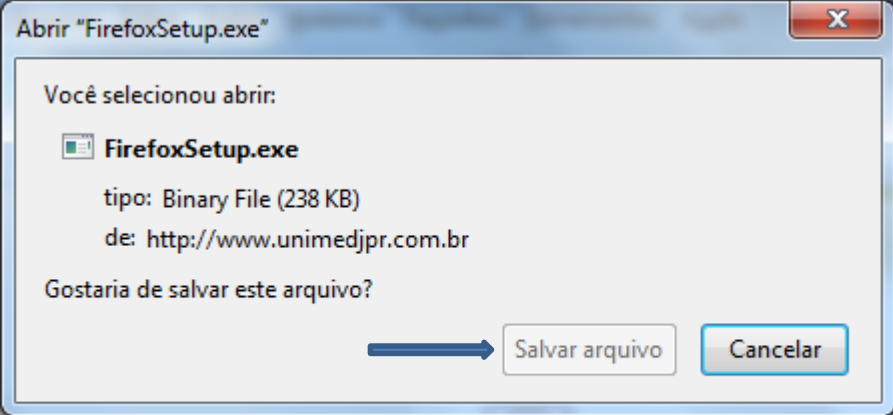 Abrir "FirefoxSetup.exe"
Você selecionou abrir:
FirefoxSetup.exe
tipo: Binary File (238 KB)
de: http://www.unimedjpr.com.br
Gostaria de salvar este arquivo?
Salvar arquivo Cancelar